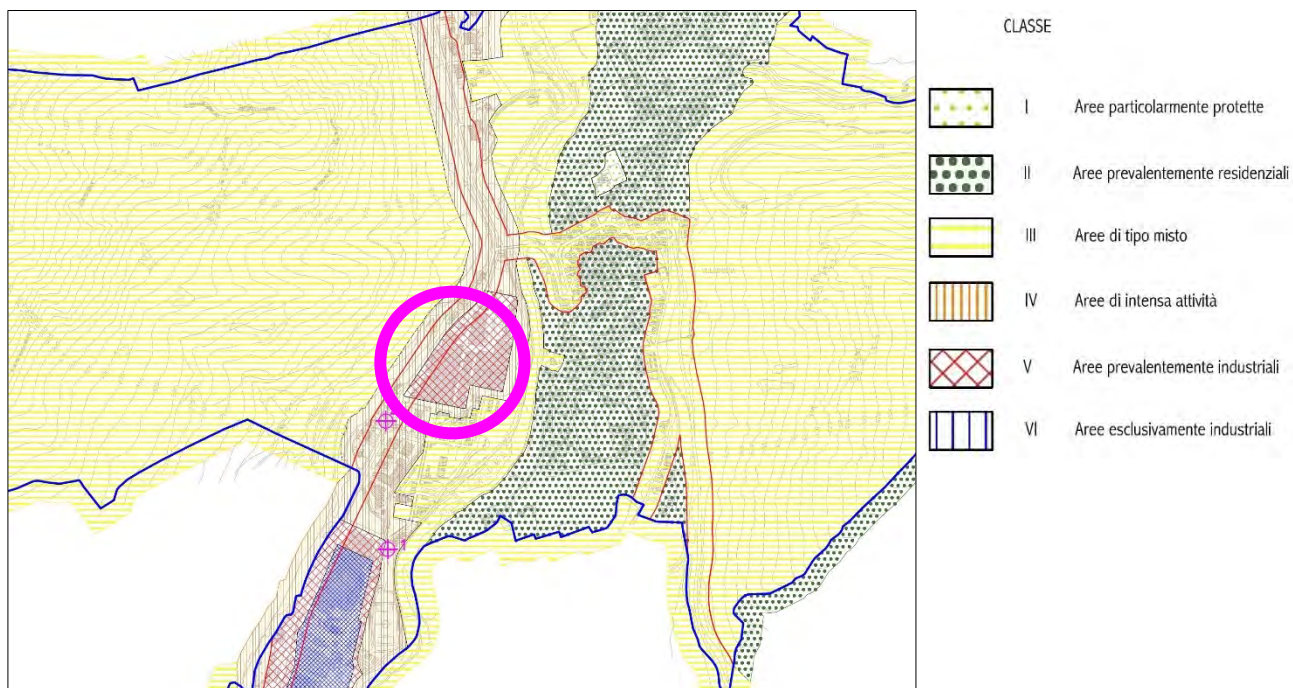 CLASSE
I Aree particolarmente protette
II Aree prevalentemente residenziali
III Aree di tipo misto
IV Aree di intensa attività
V Aree prevalentemente industriali
VI Aree esclusivamente industriali
1